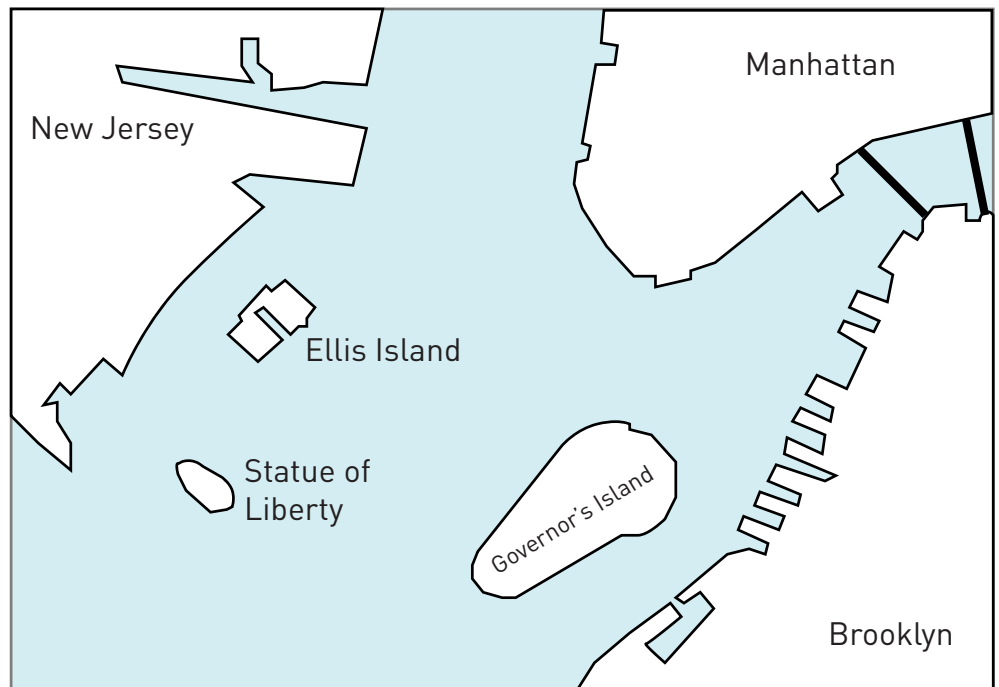 Manhattan
New Jersey
Ellis Island
Statue of
Liberty
Governor's Island
Brooklyn